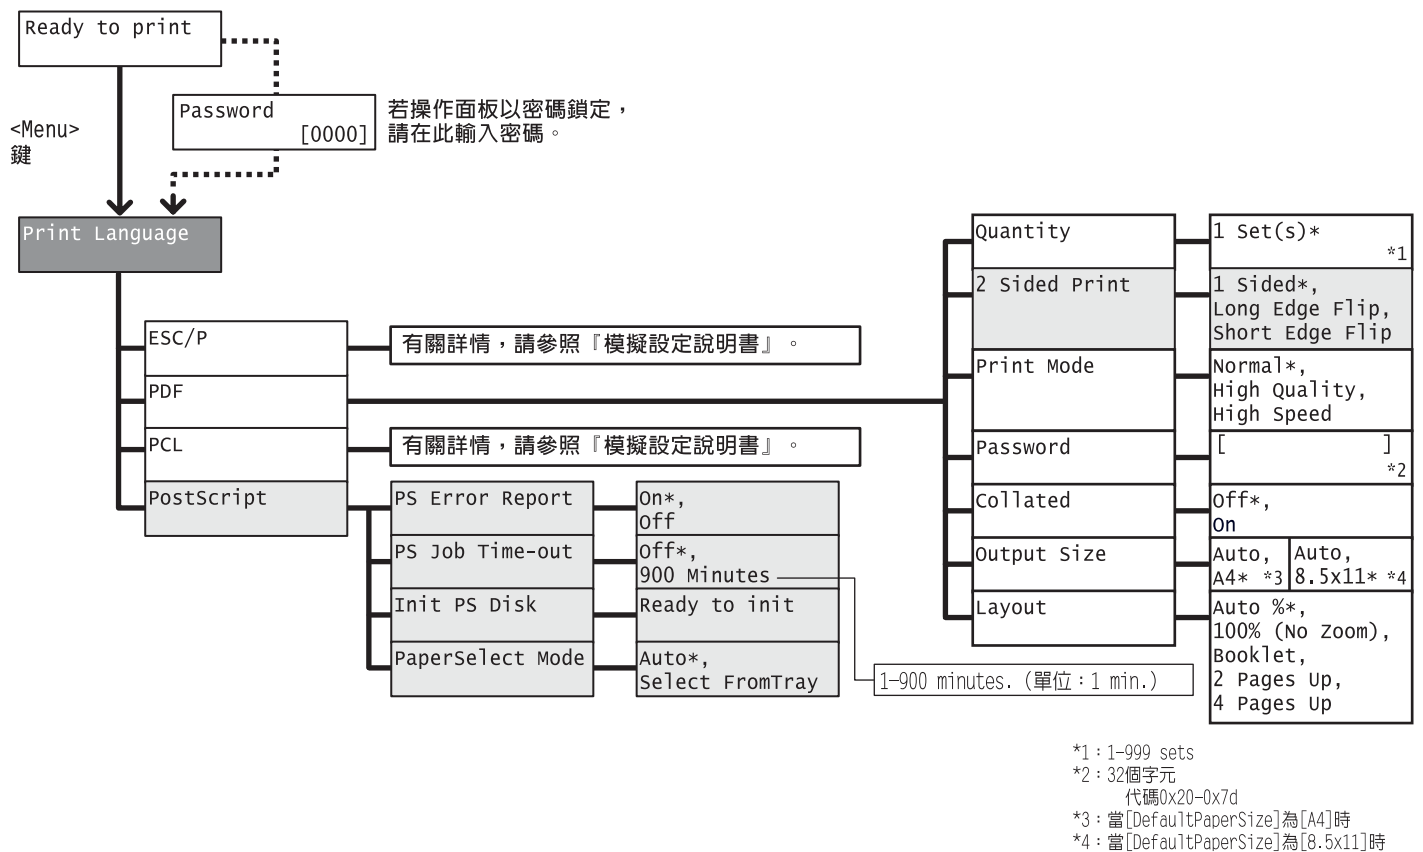 Ready to print
Password
[0000]
若操作面板以密碼鎖定，
請在此輸入密碼。
<Menu>
鍵
Print Language
ESC/P
有關詳情，請參照『模擬設定說明書』。
PDF
PCL
有關詳情，請參照『模擬設定說明書』。
PostScript
PS Error Report
On*,
Off
PS Job Time-out
Off*,
900 Minutes
Init PS Disk
Ready to init
PaperSelect Mode
Auto*,
Select FromTray
1-900 minutes. (單位：1 min.)
Quantity
1 Set(s)*
*1
2 Sided Print
1 Sided*,
Long Edge Flip,
Short Edge Flip
Print Mode
Normal*,
High Quality,
High Speed
Password
[ ]
*2
Collated
Off*,
On
Output Size
Auto,
A4* *3
Auto,
8.5x11* *4
Layout
Auto %*,
100% (No Zoom),
Booklet,
2 Pages Up,
4 Pages Up
*1：1-999 sets
*2：32個字元
代碼0x20-0x7d
*3：當[DefaultPaperSize]為[A4]時
*4：當[DefaultPaperSize]為[8.5x11]時